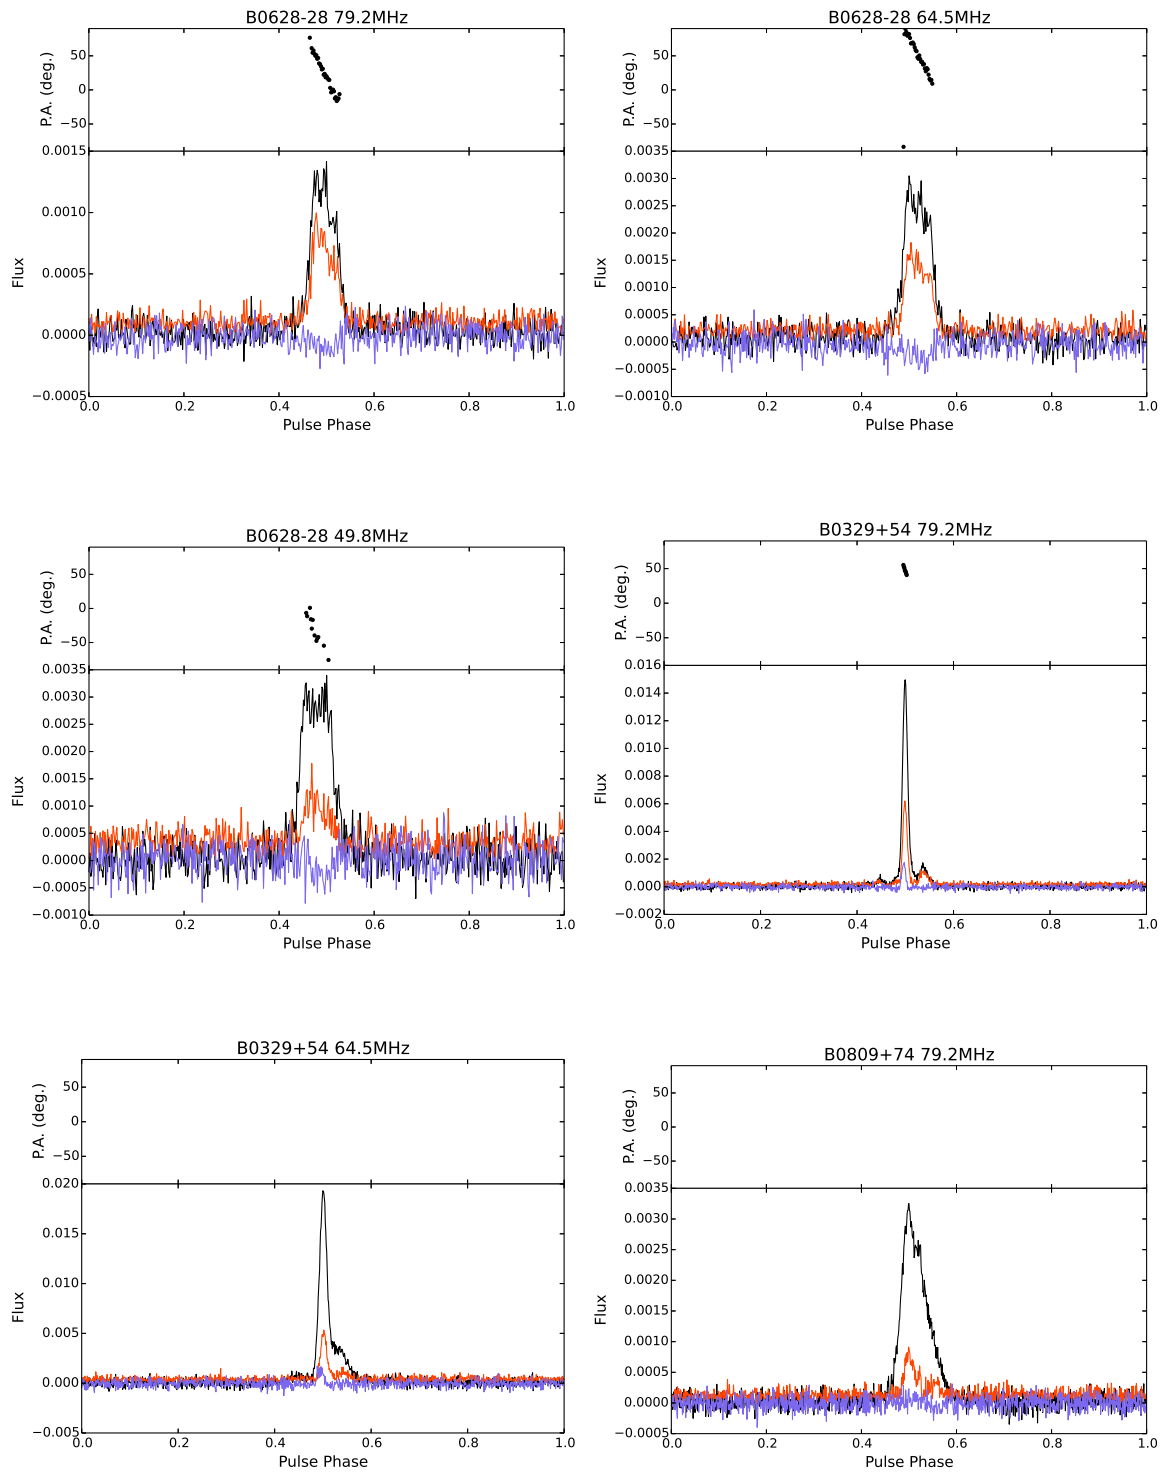 B0628-28 79.2MHz
P.A. (deg.)
50
0
−50
Flux
0.0015
0.0010
0.0005
0.0000
−0.0005
0.0 0.2 0.4 0.6 0.8 1.0
Pulse Phase
B0628-28 64.5MHz
P.A. (deg.)
50
0
−50
Flux
0.0035
0.0030
0.0025
0.0020
0.0015
0.0010
0.0005
0.0000
−0.0005
−0.0010
0.0 0.2 0.4 0.6 0.8 1.0
Pulse Phase
B0628-28 49.8MHz
P.A. (deg.)
50
0
−50
Flux
0.0035
0.0030
0.0025
0.0020
0.0015
0.0010
0.0005
0.0000
−0.0005
−0.0010
0.0 0.2 0.4 0.6 0.8 1.0
Pulse Phase
B0329+54 79.2MHz
P.A. (deg.)
50
0
−50
Flux
0.016
0.014
0.012
0.010
0.008
0.006
0.004
0.002
0.000
−0.002
0.0 0.2 0.4 0.6 0.8 1.0
Pulse Phase
B0329+54 64.5MHz
P.A. (deg.)
50
0
−50
Flux
0.020
0.015
0.010
0.005
0.000
−0.005
0.0 0.2 0.4 0.6 0.8 1.0
Pulse Phase
B0809+74 79.2MHz
P.A. (deg.)
50
0
−50
Flux
0.0035
0.0030
0.0025
0.0020
0.0015
0.0010
0.0005
0.0000
−0.0005
0.0 0.2 0.4 0.6 0.8 1.0
Pulse Phase